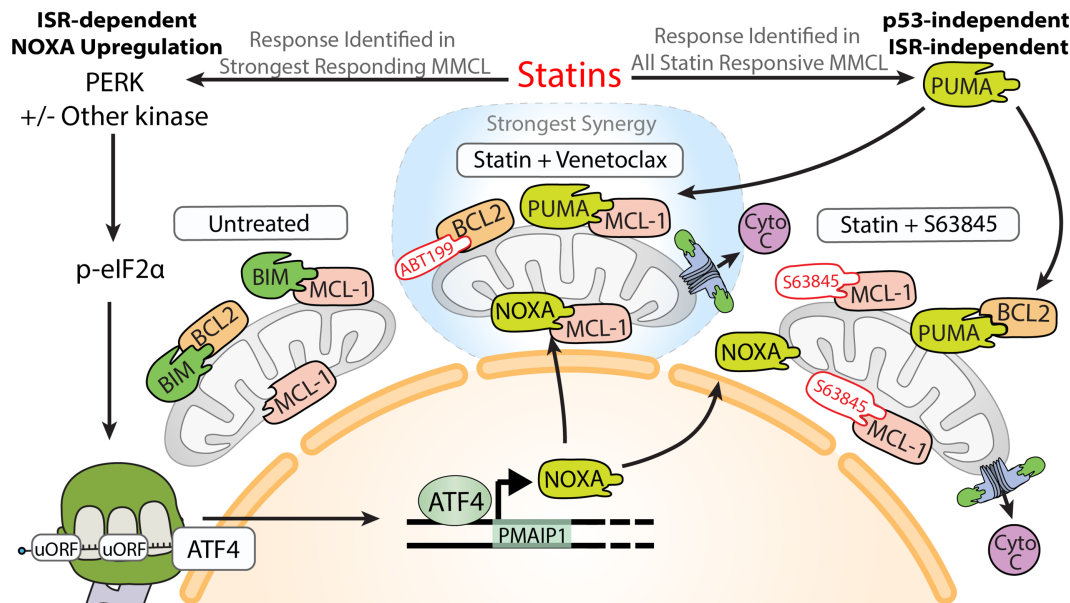 ISR-dependent
NOXA Upregulation
PERK
+/- Other kinase
Response Identified in
Strongest Responding MMCL
Statins
Response Identified in
All Statin Responsive MMCL
p53-independent
ISR-independent
PUMA
Strongest Synergy
Statin + Venetoclax
Untreated
Statin + S63845
p-eIF2α
BIM
MCL-1
BCL2
BIM
MCL-1
BCL2
ABT199
PUMA
MCL-1
NOXA
MCL-1
Cyto
C
S63845
MCL-1
PUMA
BCL2
NOXA
S63845
MCL-1
Cyto
C
uORF
uORF
ATF4
ATF4
NOXA
PMAIP1